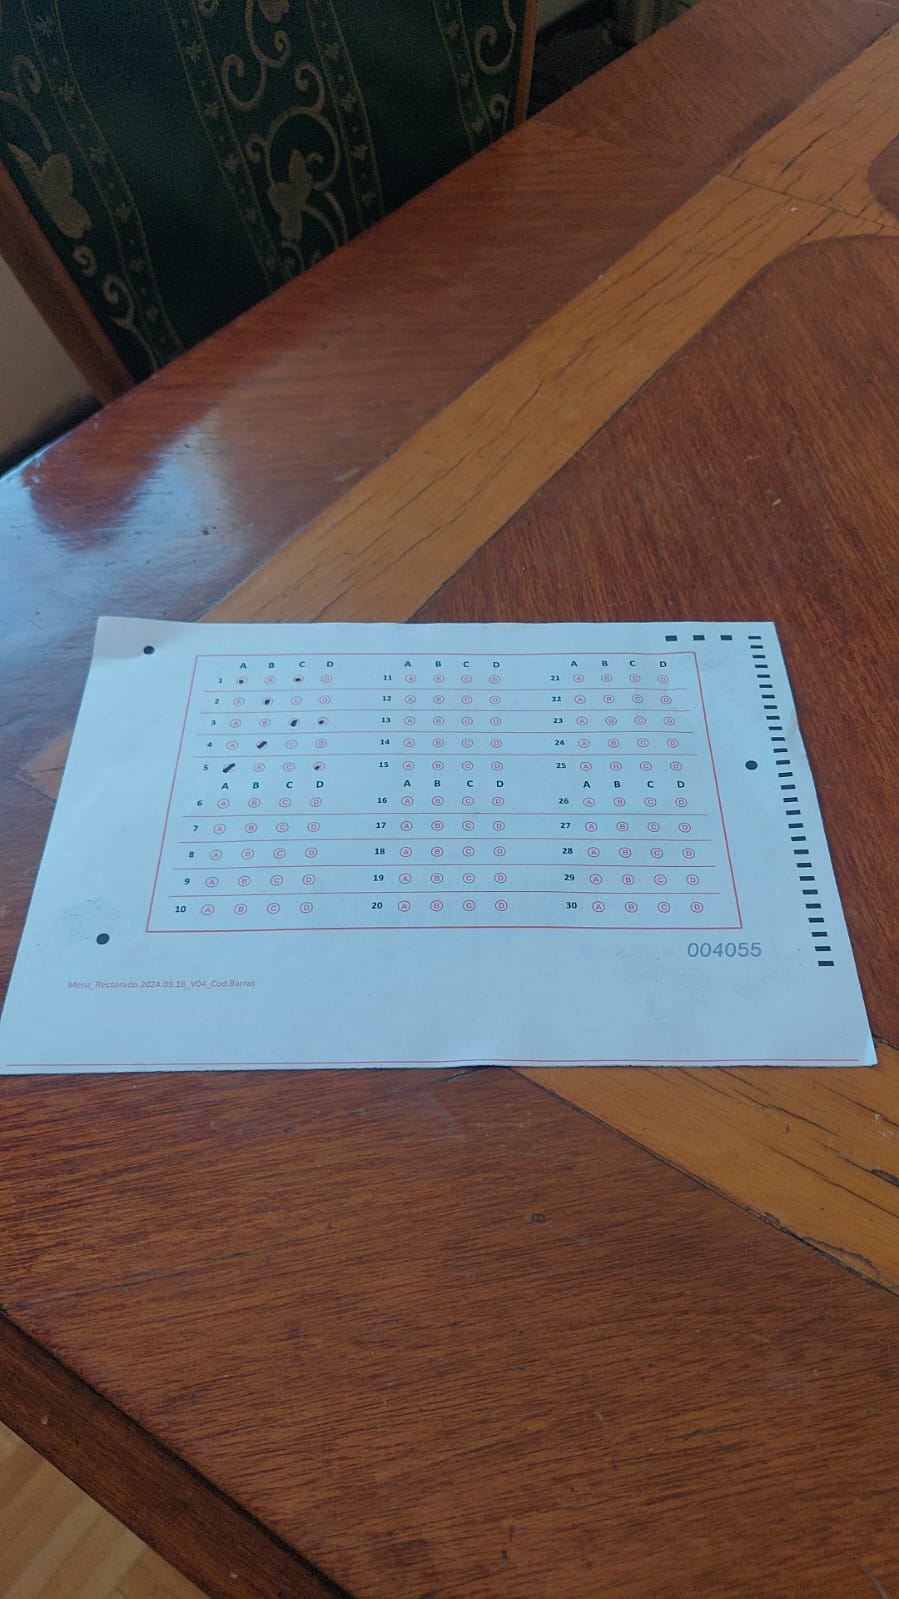 A B C D A B C D A B C D
1 A B C D 11 A B C D 21 A B C D
2 A B C D 12 A B C D 22 A B C D
3 A B C D 13 A B C D 23 A B C D
4 A B C D 14 A B C D 24 A B C D
5 A B C D 15 A B C D 25 A B C D
A B C D A B C D A B C D
6 A B C D 16 A B C D 26 A B C D
7 A B C D 17 A B C D 27 A B C D
8 A B C D 18 A B C D 28 A B C D
9 A B C D 19 A B C D 29 A B C D
10 A B C D 20 A B C D 30 A B C D
004055
Menz_Rectorado.2024.09.18_V04_Cod.Barras